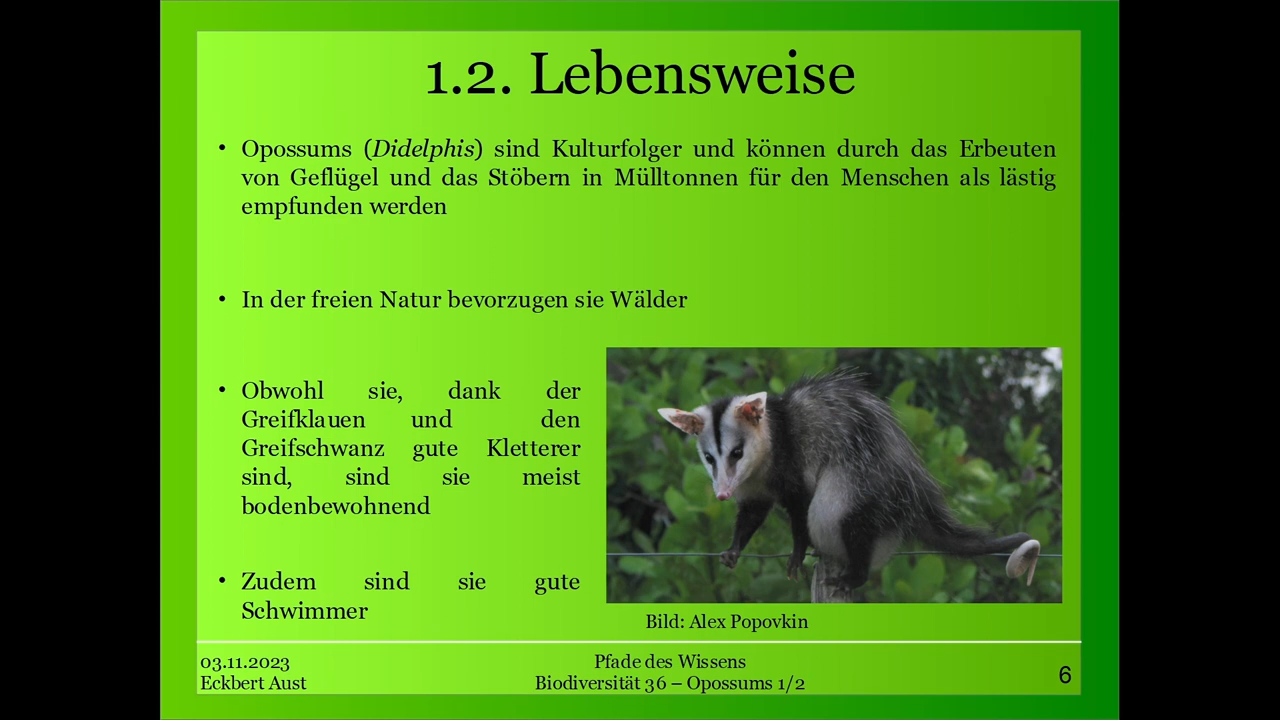 1.2. Lebensweise
• Opossums (Didelphis) sind Kulturfolger und können durch das Erbeuten
von Geflügel und das Stöbern in Mülltonnen für den Menschen als lästig
empfunden werden
• In der freien Natur bevorzugen sie Wälder
• Obwohl sie, dank der
Greifklauen und den
Greifschwanz gute Kletterer
sind, sind sie meist
bodenbewohnend
• Zudem sind sie gute
Schwimmer
Bild: Alex Popovkin
03.11.2023
Eckbert Aust
Pfade des Wissens
Biodiversität 36 – Opossums 1/2
6